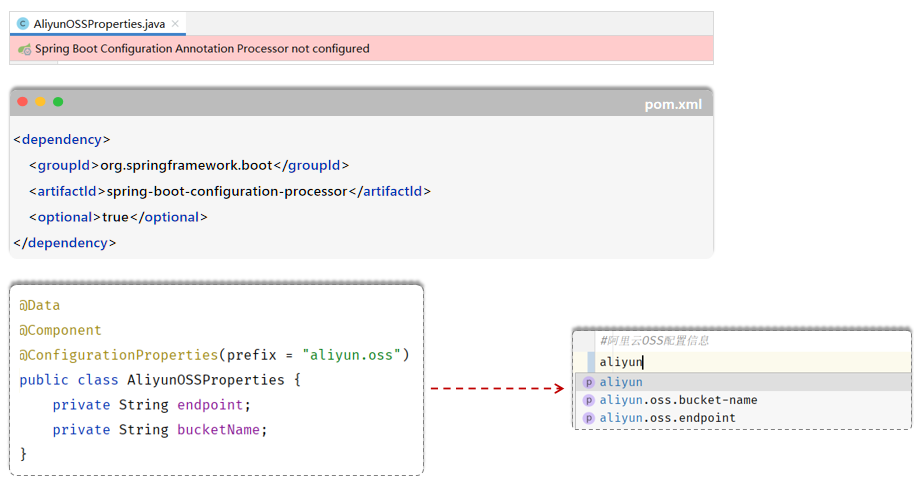 AliyunOSSProperties.java
Spring Boot Configuration Annotation Processor not configured
pom.xml
<dependency>
    <groupId>org.springframework.boot</groupId>
    <artifactId>spring-boot-configuration-processor</artifactId>
    <optional>true</optional>
</dependency>
@Data
@Component
@ConfigurationProperties(prefix = "aliyun.oss")
public class AliyunOSSProperties {
    private String endpoint;
    private String bucketName;
}
#阿里云OSS配置信息
aliyun
aliyun
aliyun.oss.bucket-name
aliyun.oss.endpoint